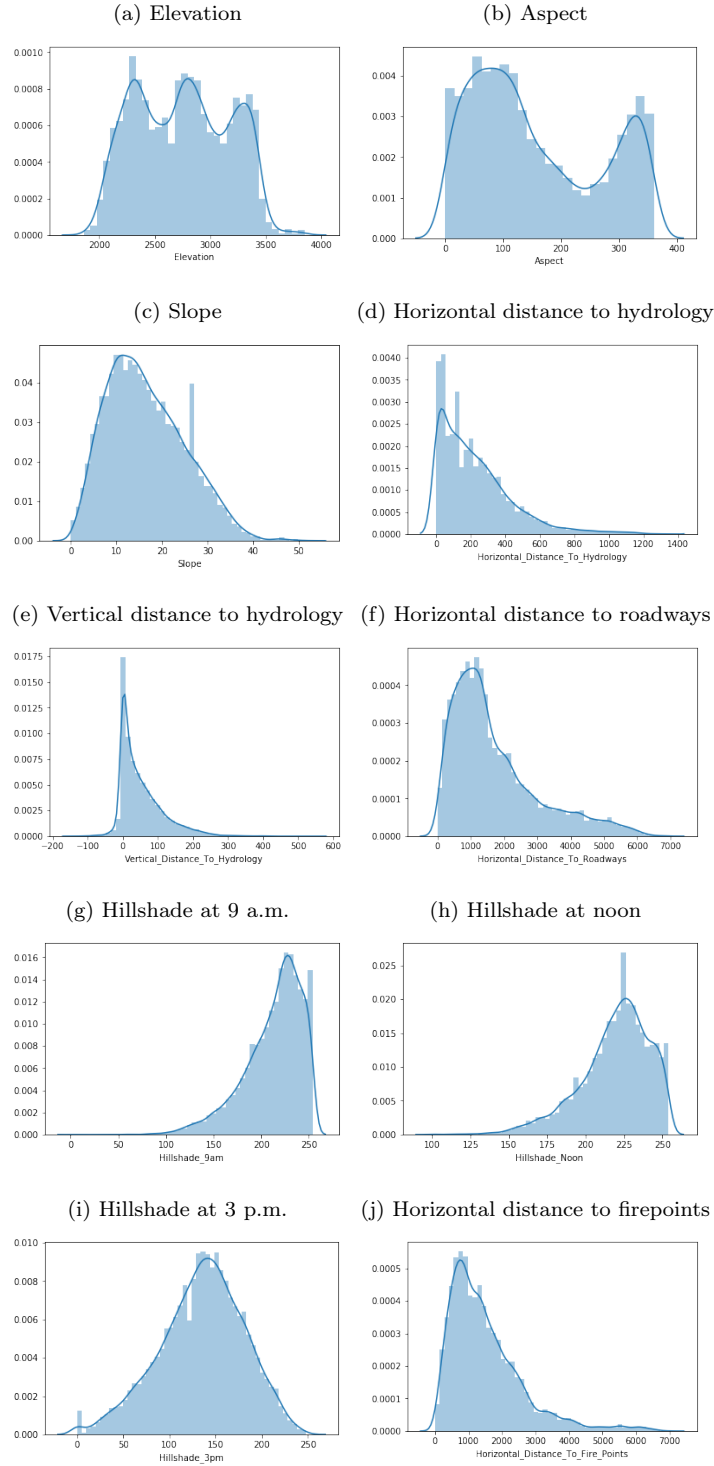 (a) Elevation
(b) Aspect
0.0010
0.0008
0.0006
0.0004
0.0002
0.0000
2000 2500 3000 3500 4000
Elevation
0.004
0.003
0.002
0.001
0.000
0 100 200 300 400
Aspect
(c) Slope
(d) Horizontal distance to hydrology
0.04
0.03
0.02
0.01
0.00
0 10 20 30 40 50
Slope
0.0040
0.0035
0.0030
0.0025
0.0020
0.0015
0.0010
0.0005
0.0000
0 200 400 600 800 1000 1200 1400
Horizontal_Distance_To_Hydrology
(e) Vertical distance to hydrology
(f) Horizontal distance to roadways
0.0175
0.0150
0.0125
0.0100
0.0075
0.0050
0.0025
0.0000
−200 −100 0 100 200 300 400 500 600
Vertical_Distance_To_Hydrology
0.0004
0.0003
0.0002
0.0001
0.0000
0 1000 2000 3000 4000 5000 6000 7000
Horizontal_Distance_To_Roadways
(g) Hillshade at 9 a.m.
(h) Hillshade at noon
0.016
0.014
0.012
0.010
0.008
0.006
0.004
0.002
0.000
0 50 100 150 200 250
Hillshade_9am
0.025
0.020
0.015
0.010
0.005
0.000
100 125 150 175 200 225 250
Hillshade_Noon
(i) Hillshade at 3 p.m.
(j) Horizontal distance to firepoints
0.010
0.008
0.006
0.004
0.002
0.000
0 50 100 150 200 250
Hillshade_3pm
0.0005
0.0004
0.0003
0.0002
0.0001
0.0000
0 1000 2000 3000 4000 5000 6000 7000
Horizontal_Distance_To_Fire_Points